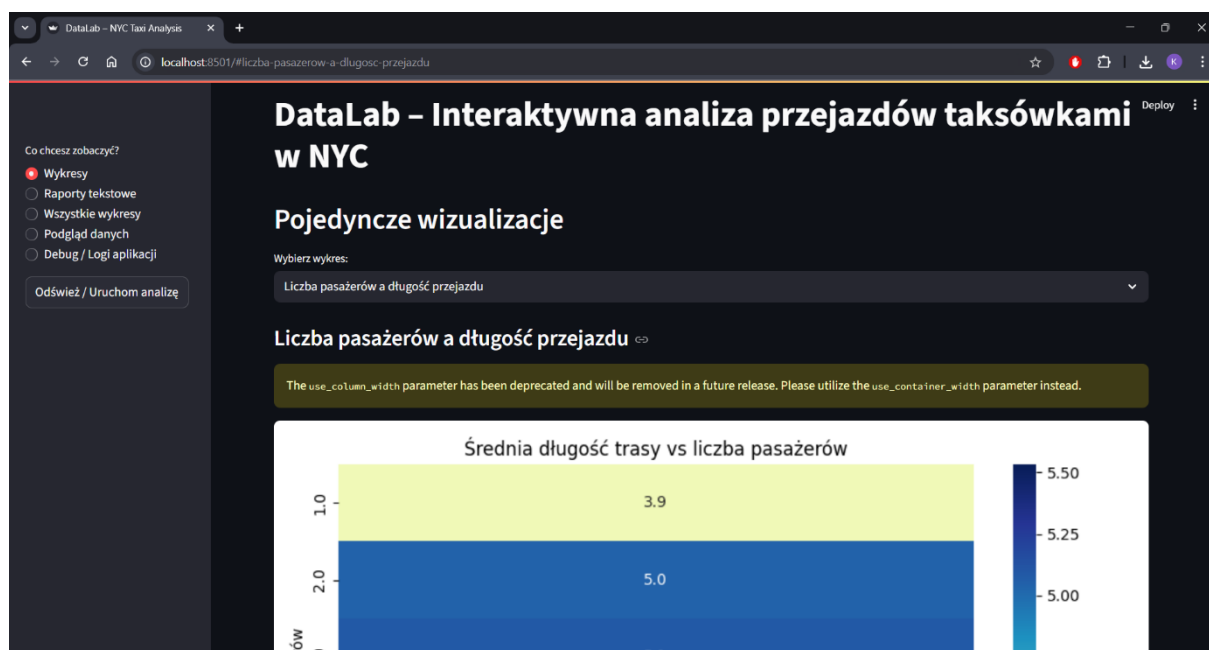 DataLab – NYC Taxi Analysis
localhost:8501/#liczba-pasazerow-a-dlugosc-przejazdu
K
Deploy
Co chcesz zobaczyć?
Wykresy
Raporty tekstowe
Wszystkie wykresy
Podgląd danych
Debug / Logi aplikacji
Odśwież / Uruchom analizę
DataLab – Interaktywna analiza przejazdów taksówkami
w NYC
Pojedyncze wizualizacje
Wybierz wykres:
Liczba pasażerów a długość przejazdu
Liczba pasażerów a długość przejazdu
The use_column_width parameter has been deprecated and will be removed in a future release. Please utilize the use_container_width parameter instead.
Średnia długość trasy vs liczba pasażerów
1.0
3.9
2.0
5.0
5.50
5.25
5.00